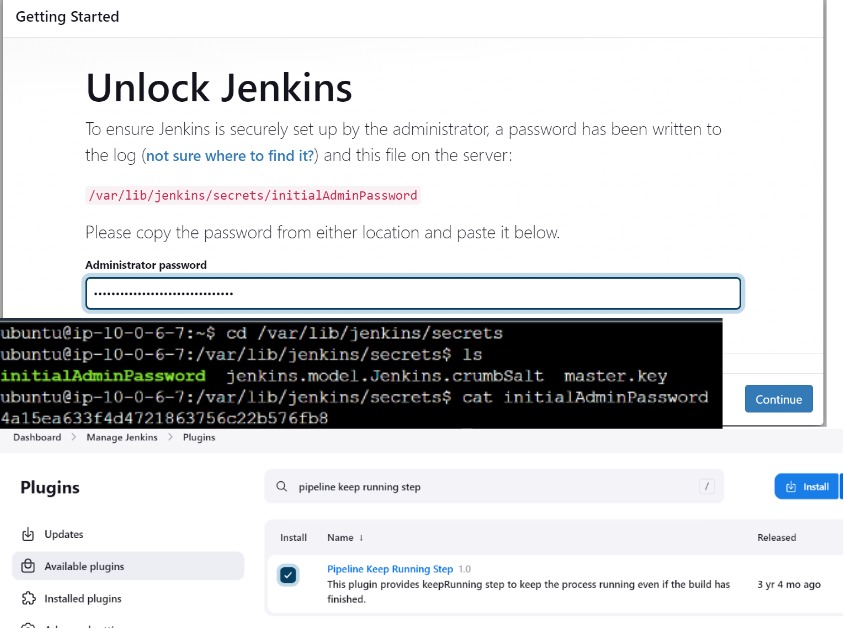 Getting Started
Unlock Jenkins
To ensure Jenkins is securely set up by the administrator, a password has been written to
the log (not sure where to find it?) and this file on the server:
/var/lib/jenkins/secrets/initialAdminPassword
Please copy the password from either location and paste it below.
Administrator password
ubuntu@ip-10-0-6-7:~$ cd /var/lib/jenkins/secrets
ubuntu@ip-10-0-6-7:/var/lib/jenkins/secrets$ ls
initialAdminPassword jenkins.model.Jenkins.crumbSalt master.key
ubuntu@ip-10-0-6-7:/var/lib/jenkins/secrets$ cat initialAdminPassword
4a15ea633f4d4721863756c22b576fb8
Continue
Dashboard > Manage Jenkins > Plugins
Plugins
pipeline keep running step /
Install
Updates
Available plugins
Installed plugins
Install Name ↓ Released
Pipeline Keep Running Step 1.0
This plugin provides keepRunning step to keep the process running even if the build has
finished.
3 yr 4 mo ago